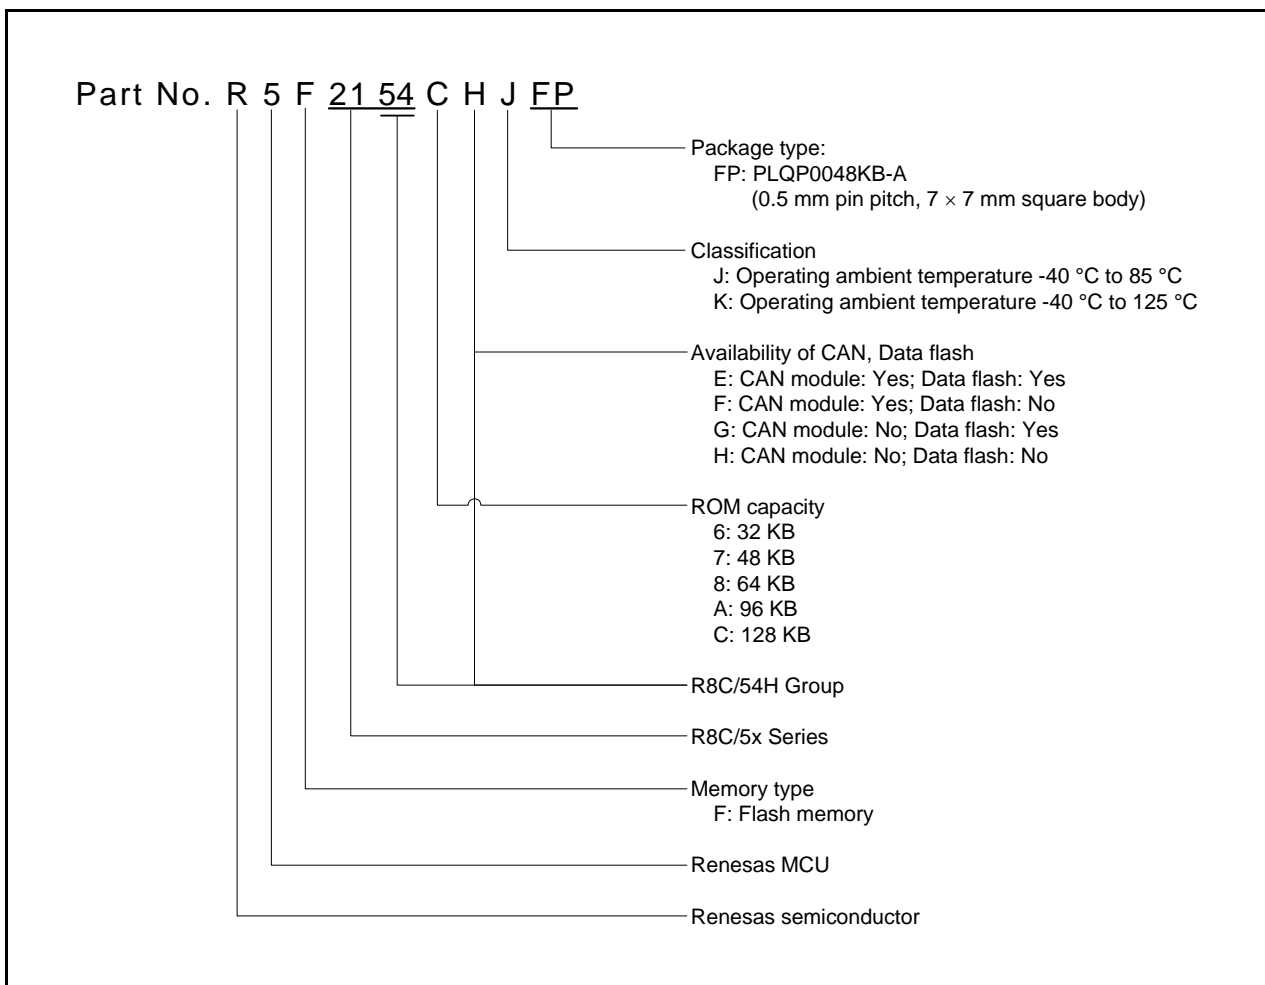 Part No. R 5 F 21 54 C H J FP
Package type:
FP: PLQP0048KB-A
(0.5 mm pin pitch, 7 × 7 mm square body)
Classification
J: Operating ambient temperature -40 °C to 85 °C
K: Operating ambient temperature -40 °C to 125 °C
Availability of CAN, Data flash
E: CAN module: Yes; Data flash: Yes
F: CAN module: Yes; Data flash: No
G: CAN module: No; Data flash: Yes
H: CAN module: No; Data flash: No
ROM capacity
6: 32 KB
7: 48 KB
8: 64 KB
A: 96 KB
C: 128 KB
R8C/54H Group
R8C/5x Series
Memory type
F: Flash memory
Renesas MCU
Renesas semiconductor